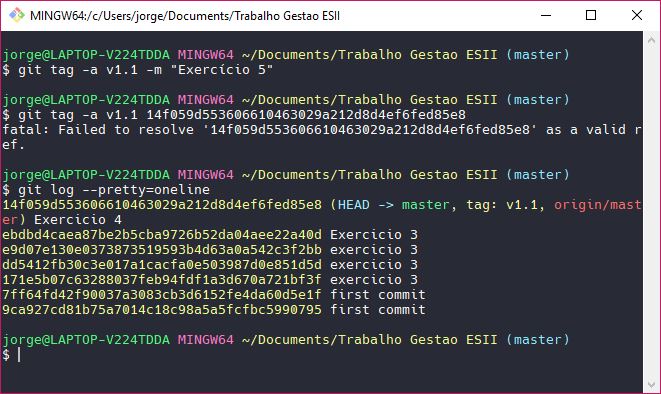 MINGW64:/c/Users/jorge/Documents/Trabalho Gestao ESII
jorge@LAPTOP-V224TDDA MINGW64 ~/Documents/Trabalho Gestao ESII (master)
$ git tag -a v1.1 -m "Exercicio 5"
jorge@LAPTOP-V224TDDA MINGW64 ~/Documents/Trabalho Gestao ESII (master)
$ git tag -a v1.1 14f059d553606610463029a212d8d4ef6fed85e8
fatal: Failed to resolve '14f059d553606610463029a212d8d4ef6fed85e8' as a valid r
ef.
jorge@LAPTOP-V224TDDA MINGW64 ~/Documents/Trabalho Gestao ESII (master)
$ git log --pretty=oneline
14f059d553606610463029a212d8d4ef6fed85e8 (HEAD -> master, tag: v1.1, origin/mast
er) Exercicio 4
ebdbd4caea87be2b5cba9726b52da04aee22a40d Exercicio 3
e9d07e130e0373873519593b4d63a0a542c3f2bb exercicio 3
dd5412fb30c3e017a1cacfa0e503987d0e851d5d exercicio 3
171e5b07c63288037feb94fdf1a3d670a721bf3f exercicio 3
7ff64fd42f90037a3083cb3d6152fe4da60d5e1f first commit
9ca927cd81b75a7014c18c98a5a5fcfbc5990795 first commit
jorge@LAPTOP-V224TDDA MINGW64 ~/Documents/Trabalho Gestao ESII (master)
$